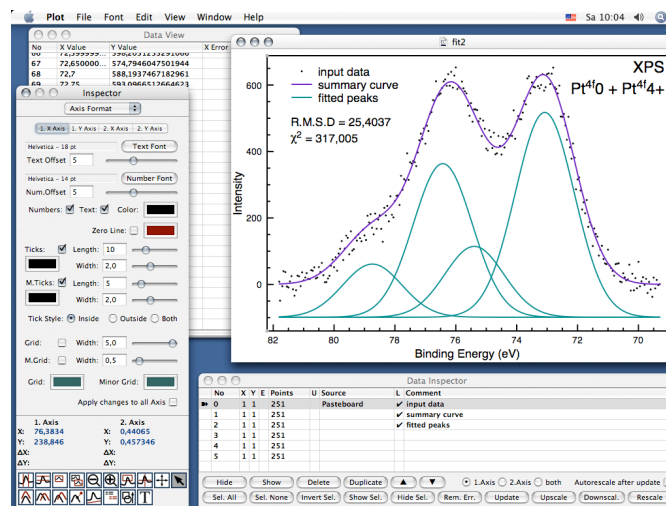 Plot File Font Edit View Window Help Sa 10:04
Data View
No X Value Y Value X Error
67 72,650000... 574,7946047501944
68 72,7 588,1937467182961
69 72,75 593,0966512664623
Inspector
Axis Format
1. X Axis 1. Y Axis 2. X Axis 2. Y Axis
Helvetica – 18 pt Text Font
Text Offset 5
Helvetica – 14 pt Number Font
Num.Offset 5
Numbers: Text: Color:
Zero Line:
Ticks: Length: 10
Width: 2,0
M.Ticks: Length: 5
Width: 2,0
Tick Style: Inside Outside Both
Grid: Width: 5,0
M.Grid: Width: 0,5
Grid: Minor Grid:
Apply changes to all Axis
1. Axis 2. Axis
X: 76,3834 X: 0,44065
Y: 238,846 Y: 0,457346
ΔX: ΔX:
ΔY: ΔY:
T
fit2
XPS
Pt4f0 + Pt4f4+
input data
summary curve
fitted peaks
R.M.S.D = 25,4037
χ2 = 317,005
Intensity
600
400
200
0
82 80 78 76 74 72 70
Binding Energy (eV)
Data Inspector
No X Y E Points U Source L Comment
0 1 1 251 Pasteboard ✔ input data
1 1 1 251 ✔ summary curve
2 1 1 251 ✔ fitted peaks
3 1 1 251
4 1 1 251
5 1 1 251
Hide Show Delete Duplicate 1.Axis 2.Axis both Autorescale after update
Sel. All Sel. None Invert Sel. Show Sel. Hide Sel. Rem. Err. Update Upscale Downscal. Rescale